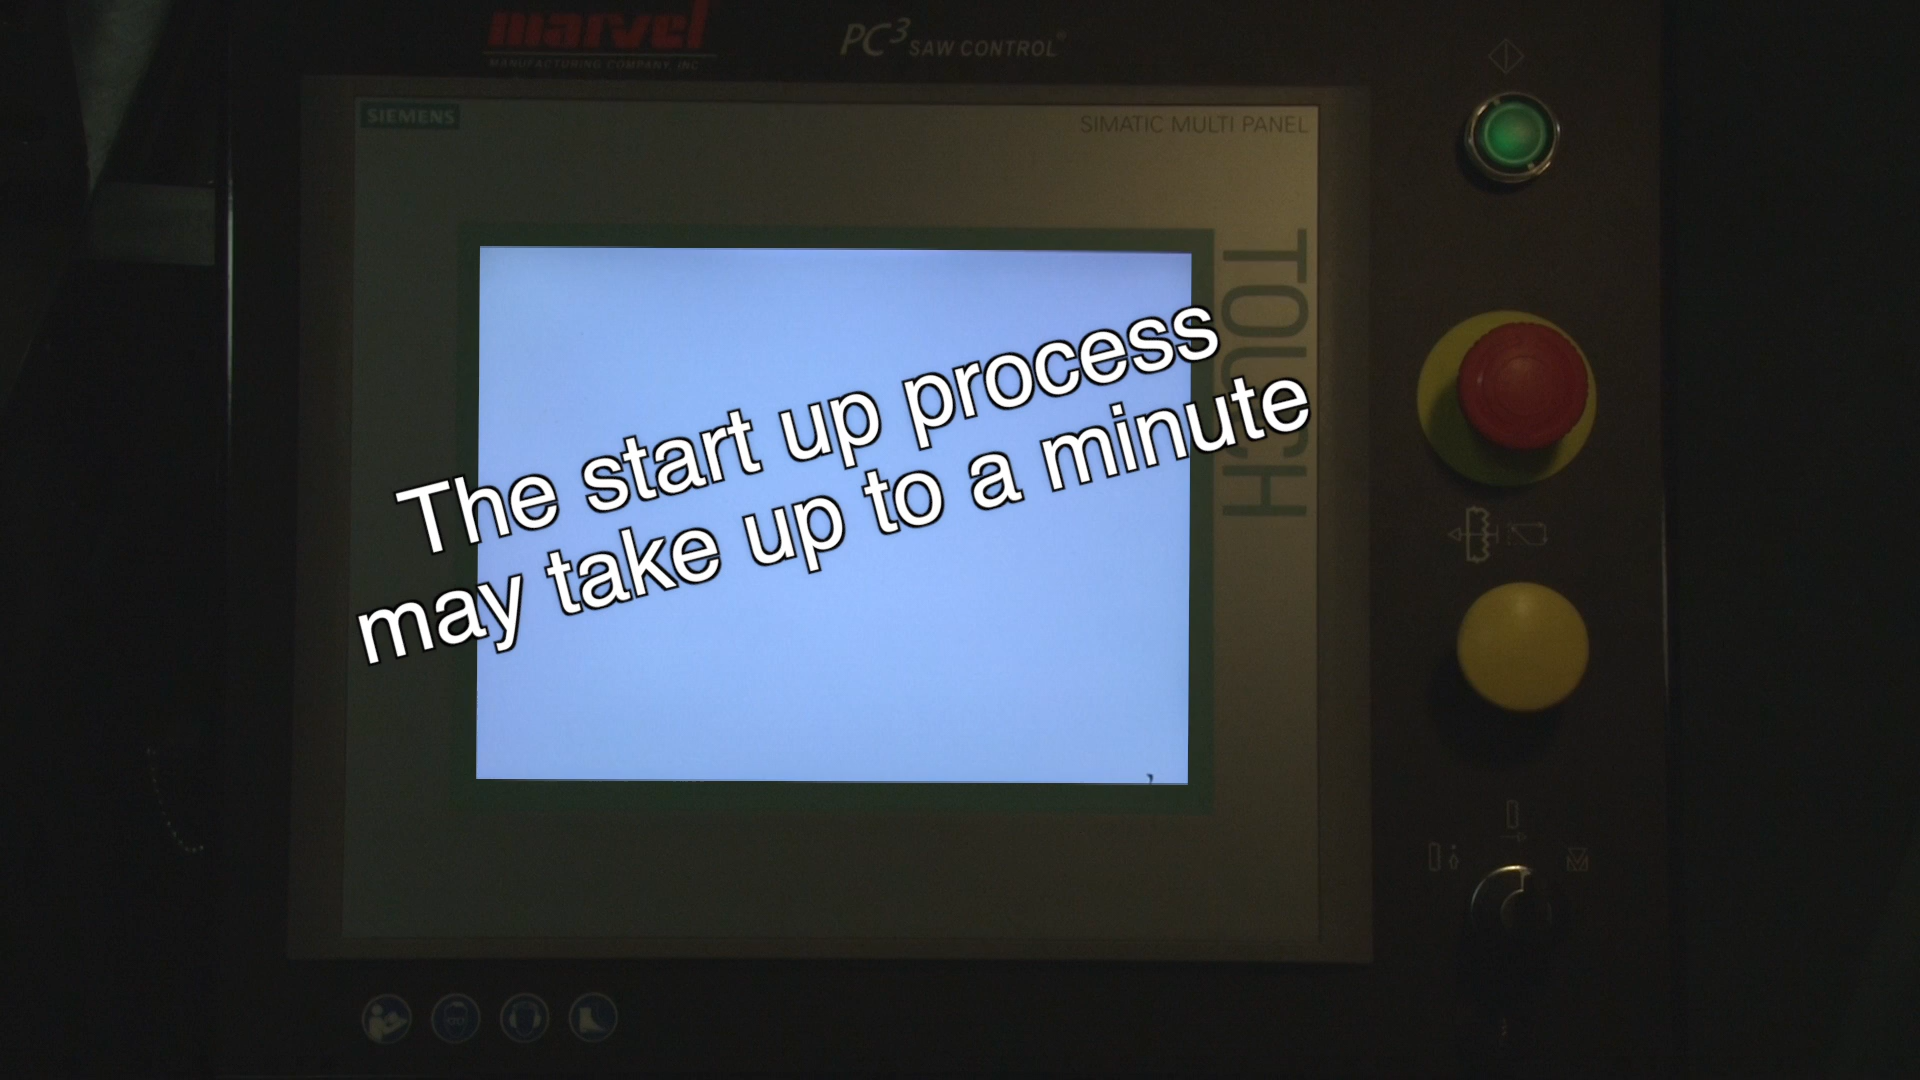 marvel
MANUFACTURING COMPANY, INC.
PC3 SAW CONTROL
SIEMENS
SIMATIC MULTI PANEL
TOUCH
The start up process
may take up to a minute